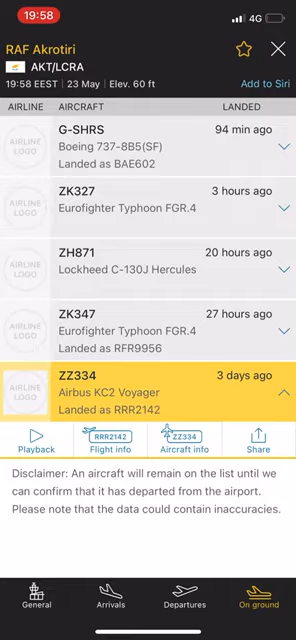 19:58
4G
RAF Akrotiri
AKT/LCRA
19:58 EEST | 23 May | Elev. 60 ft
Add to Siri
AIRLINE AIRCRAFT LANDED
AIRLINE LOGO
G-SHRS 94 min ago
Boeing 737-8B5(SF)
Landed as BAE602
AIRLINE LOGO
ZK327 3 hours ago
Eurofighter Typhoon FGR.4
AIRLINE LOGO
ZH871 20 hours ago
Lockheed C-130J Hercules
AIRLINE LOGO
ZK347 27 hours ago
Eurofighter Typhoon FGR.4
Landed as RFR9956
AIRLINE LOGO
ZZ334 3 days ago
Airbus KC2 Voyager
Landed as RRR2142
RRR2142 ZZ334
Playback Flight info Aircraft info Share
Disclaimer: An aircraft will remain on the list until we
can confirm that it has departed from the airport.
Please note that the data could contain inaccuracies.
General Arrivals Departures On ground